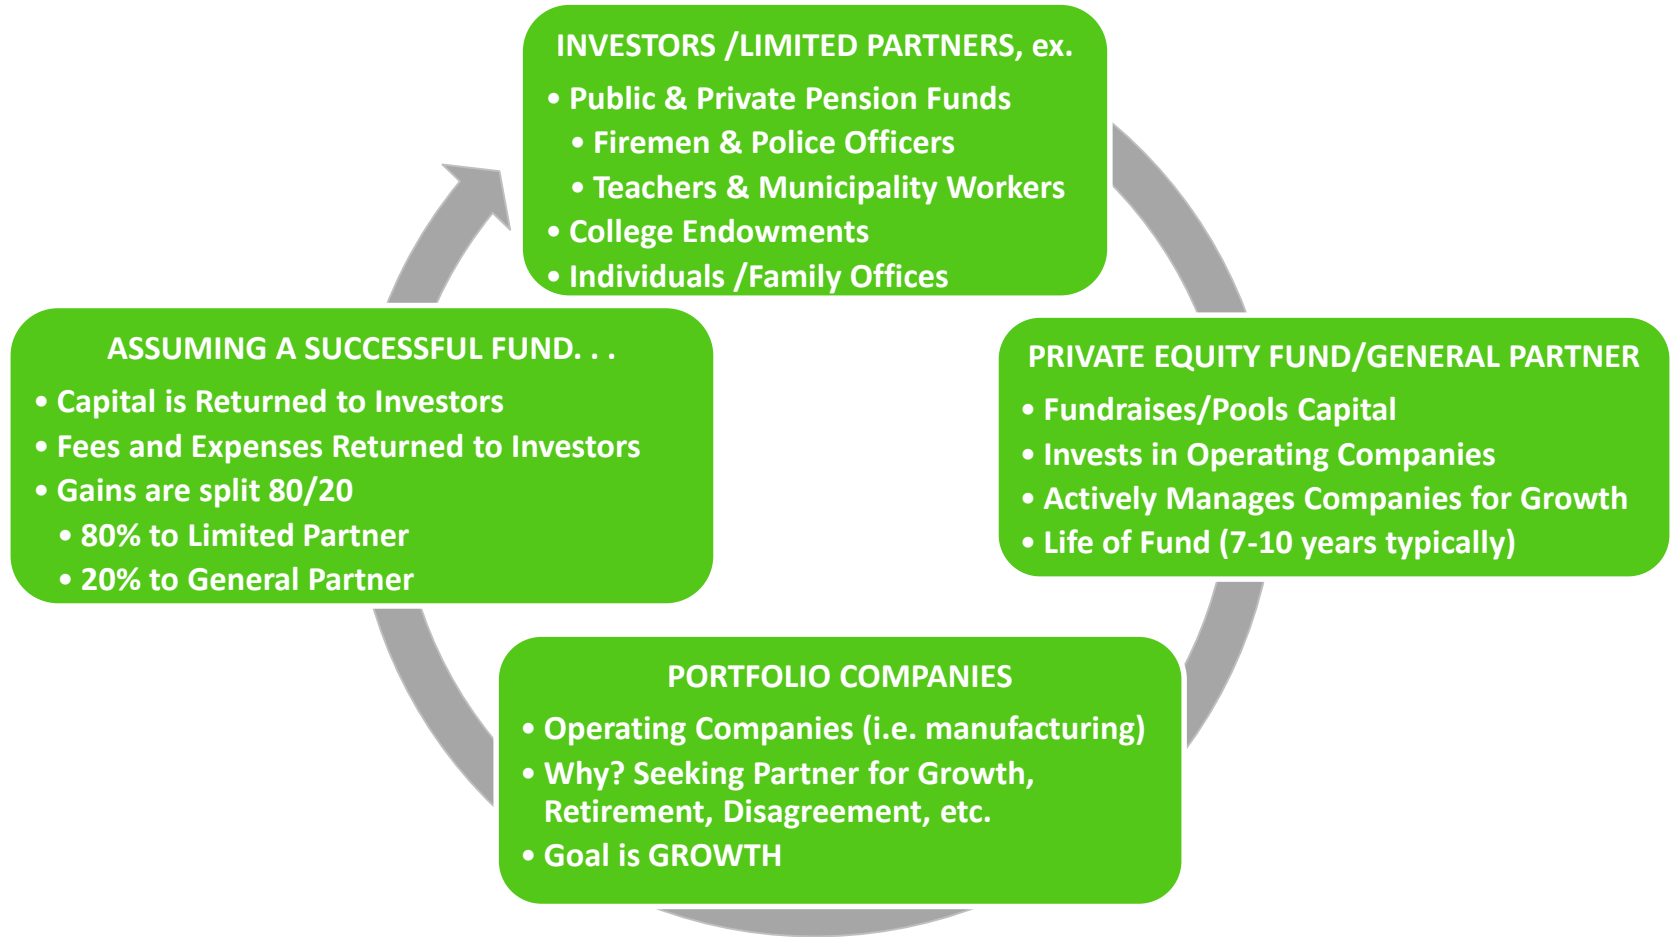 INVESTORS /LIMITED PARTNERS, ex.
• Public & Private Pension Funds
• Firemen & Police Officers
• Teachers & Municipality Workers
• College Endowments
• Individuals /Family Offices
PRIVATE EQUITY FUND/GENERAL PARTNER
• Fundraises/Pools Capital
• Invests in Operating Companies
• Actively Manages Companies for Growth
• Life of Fund (7-10 years typically)
PORTFOLIO COMPANIES
• Operating Companies (i.e. manufacturing)
• Why? Seeking Partner for Growth,
Retirement, Disagreement, etc.
• Goal is GROWTH
ASSUMING A SUCCESSFUL FUND. . .
• Capital is Returned to Investors
• Fees and Expenses Returned to Investors
• Gains are split 80/20
• 80% to Limited Partner
• 20% to General Partner